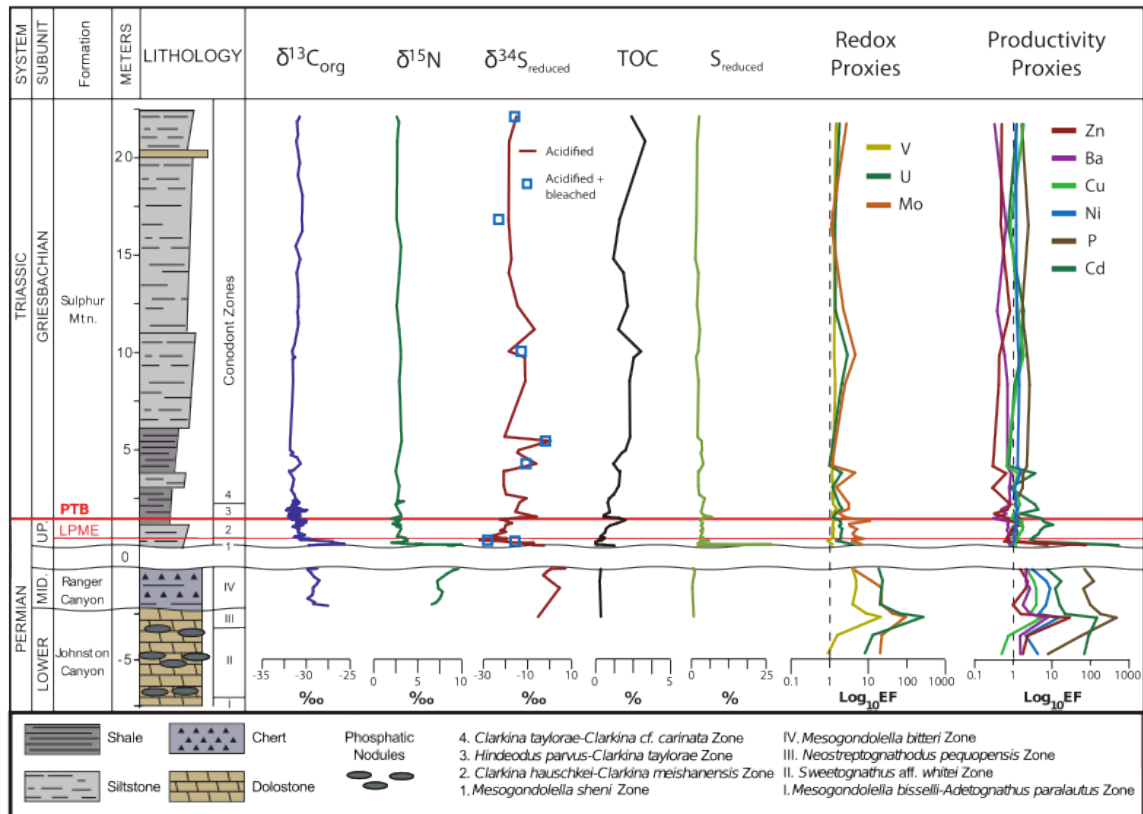 SYSTEM
SUBUNIT
Formation
METERS
LITHOLOGY
δ13Corg
δ15N
δ34Sreduced
TOC
Sreduced
Redox
Proxies
Productivity
Proxies
TRIASSIC
GRIESBACHIAN
Sulphur
Mtn.
20
15
10
5
0
-5
Conodont Zones
4
3
2
1
IV
III
II
I
Acidified
Acidified +
bleached
V
U
Mo
Zn
Ba
Cu
Ni
P
Cd
PTB
LPME
UP.
MID.
LOWER
PERMIAN
Ranger
Canyon
Johnston
Canyon
-35 -30 -25
‰
0 5 10
‰
-30 -15 0 10
‰
0 5
%
0 25
%
0.1 1 10 100 1000
Log10EF
0.1 1 10 100 1000
Log10EF
Shale
Siltstone
Chert
Dolostone
Phosphatic
Nodules
4. Clarkina taylorae-Clarkina cf. carinata Zone
3. Hindeodus parvus-Clarkina taylorae Zone
2. Clarkina hauschkei-Clarkina meishanensis Zone
1. Mesogondolella sheni Zone
IV. Mesogondolella bitteri Zone
III. Neostreptognathodus pequopensis Zone
II. Sweetognathus aff. whitei Zone
I. Mesogondolella bisselli-Adetognathus paralautus Zone